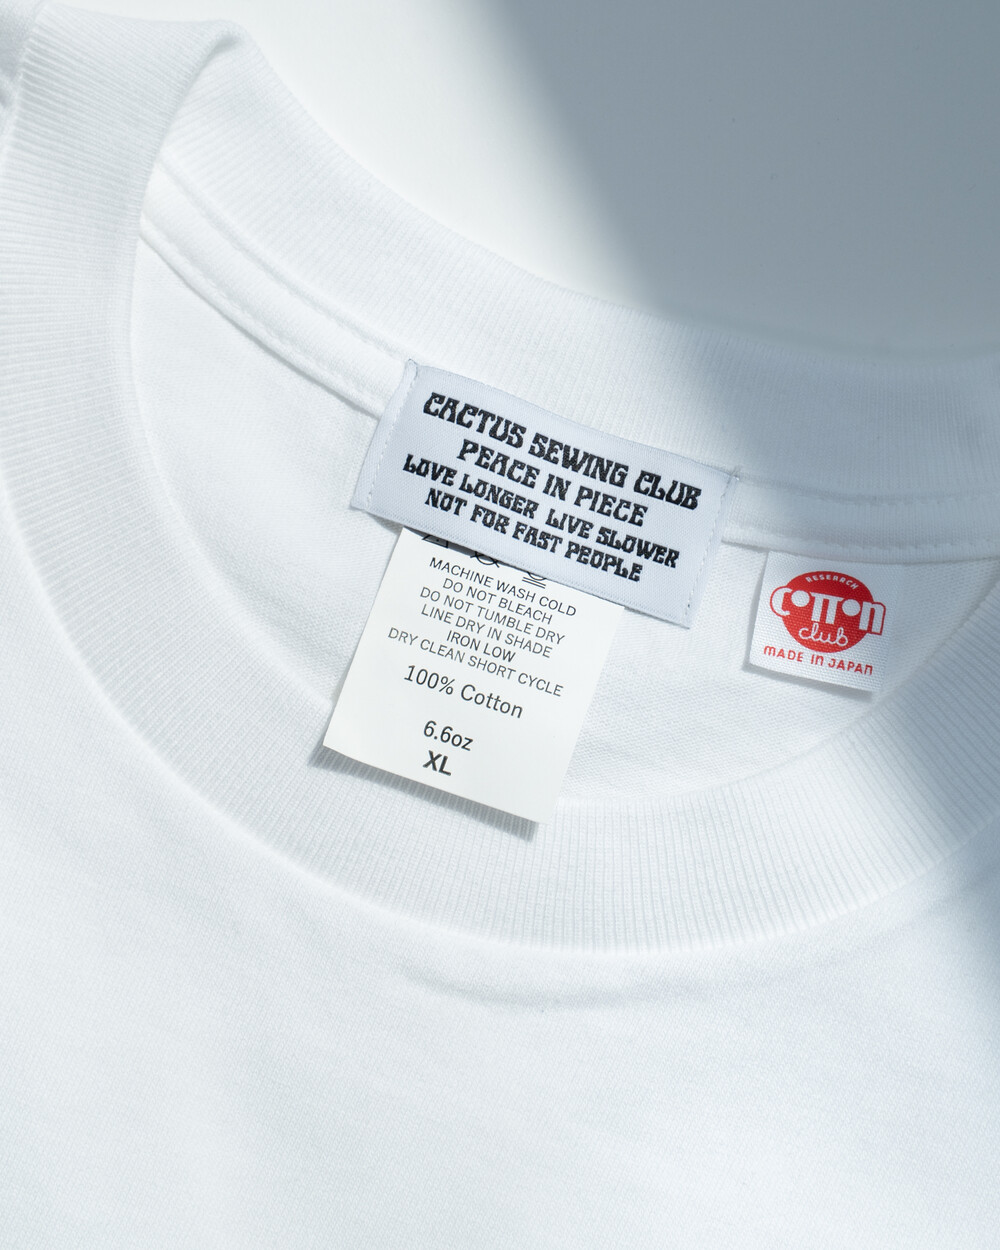 CACTUS SEWING CLUB
PEACE IN PIECE
LOVE LONGER LIVE SLOWER
NOT FOR FAST PEOPLE
MACHINE WASH COLD
DO NOT BLEACH
DO NOT TUMBLE DRY
LINE DRY IN SHADE
IRON LOW
DRY CLEAN SHORT CYCLE
100% Cotton
6.6oz
XL
RESEARCH
COTTON
club
MADE IN JAPAN